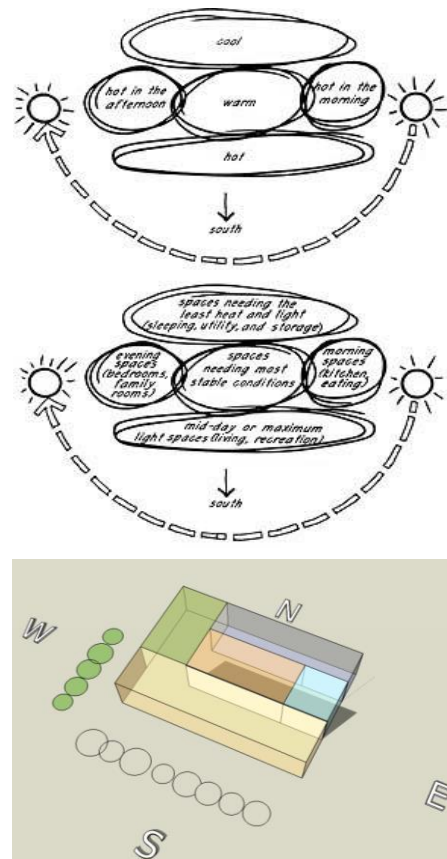 cool
hot in the
afternoon
warm
hot in the
morning
hot
south
spaces needing the
least heat and light
(sleeping, utility, and storage)
evening
spaces
(bedrooms,
family
rooms)
spaces
needing most
stable conditions
morning
spaces
(kitchen,
eating)
mid-day or maximum
light spaces (living, recreation)
south
N
W
E
S